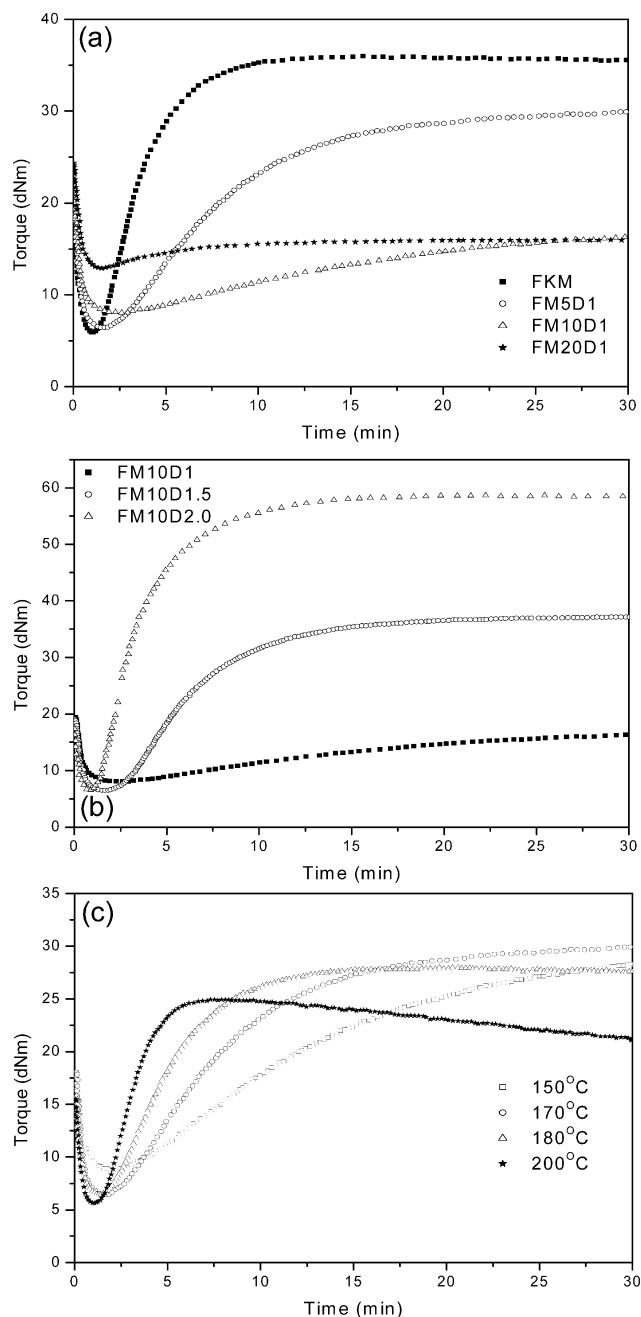 (a)
40
30
20
10
0
Torque (dNm)
FKM
FM5D1
FM10D1
FM20D1
0 5 10 15 20 25 30
Time (min)
(b)
60
50
40
30
20
10
0
Torque (dNm)
FM10D1
FM10D1.5
FM10D2.0
0 5 10 15 20 25 30
Time (min)
(c)
35
30
25
20
15
10
5
0
Torque (dNm)
150°C
170°C
180°C
200°C
0 5 10 15 20 25 30
Time (min)